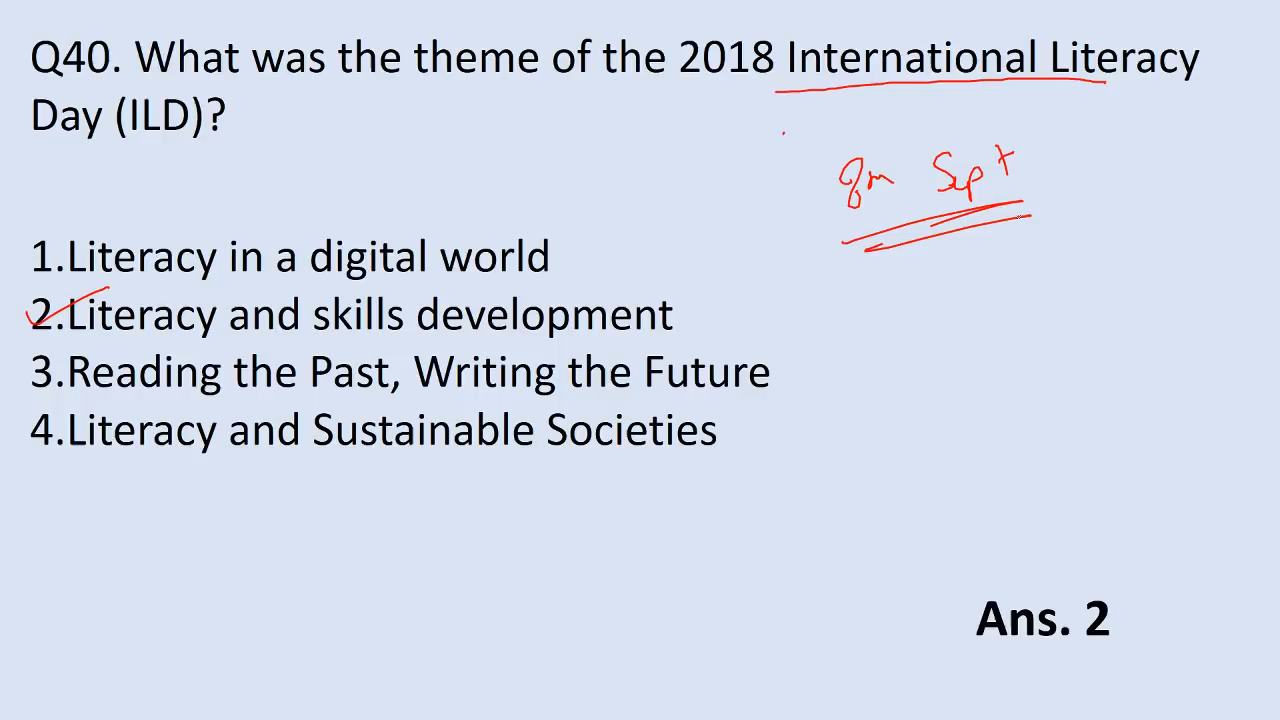 Q40. What was the theme of the 2018 International Literacy
Day (ILD)?
8th Sept
1.Literacy in a digital world
2.Literacy and skills development
3.Reading the Past, Writing the Future
4.Literacy and Sustainable Societies
Ans. 2